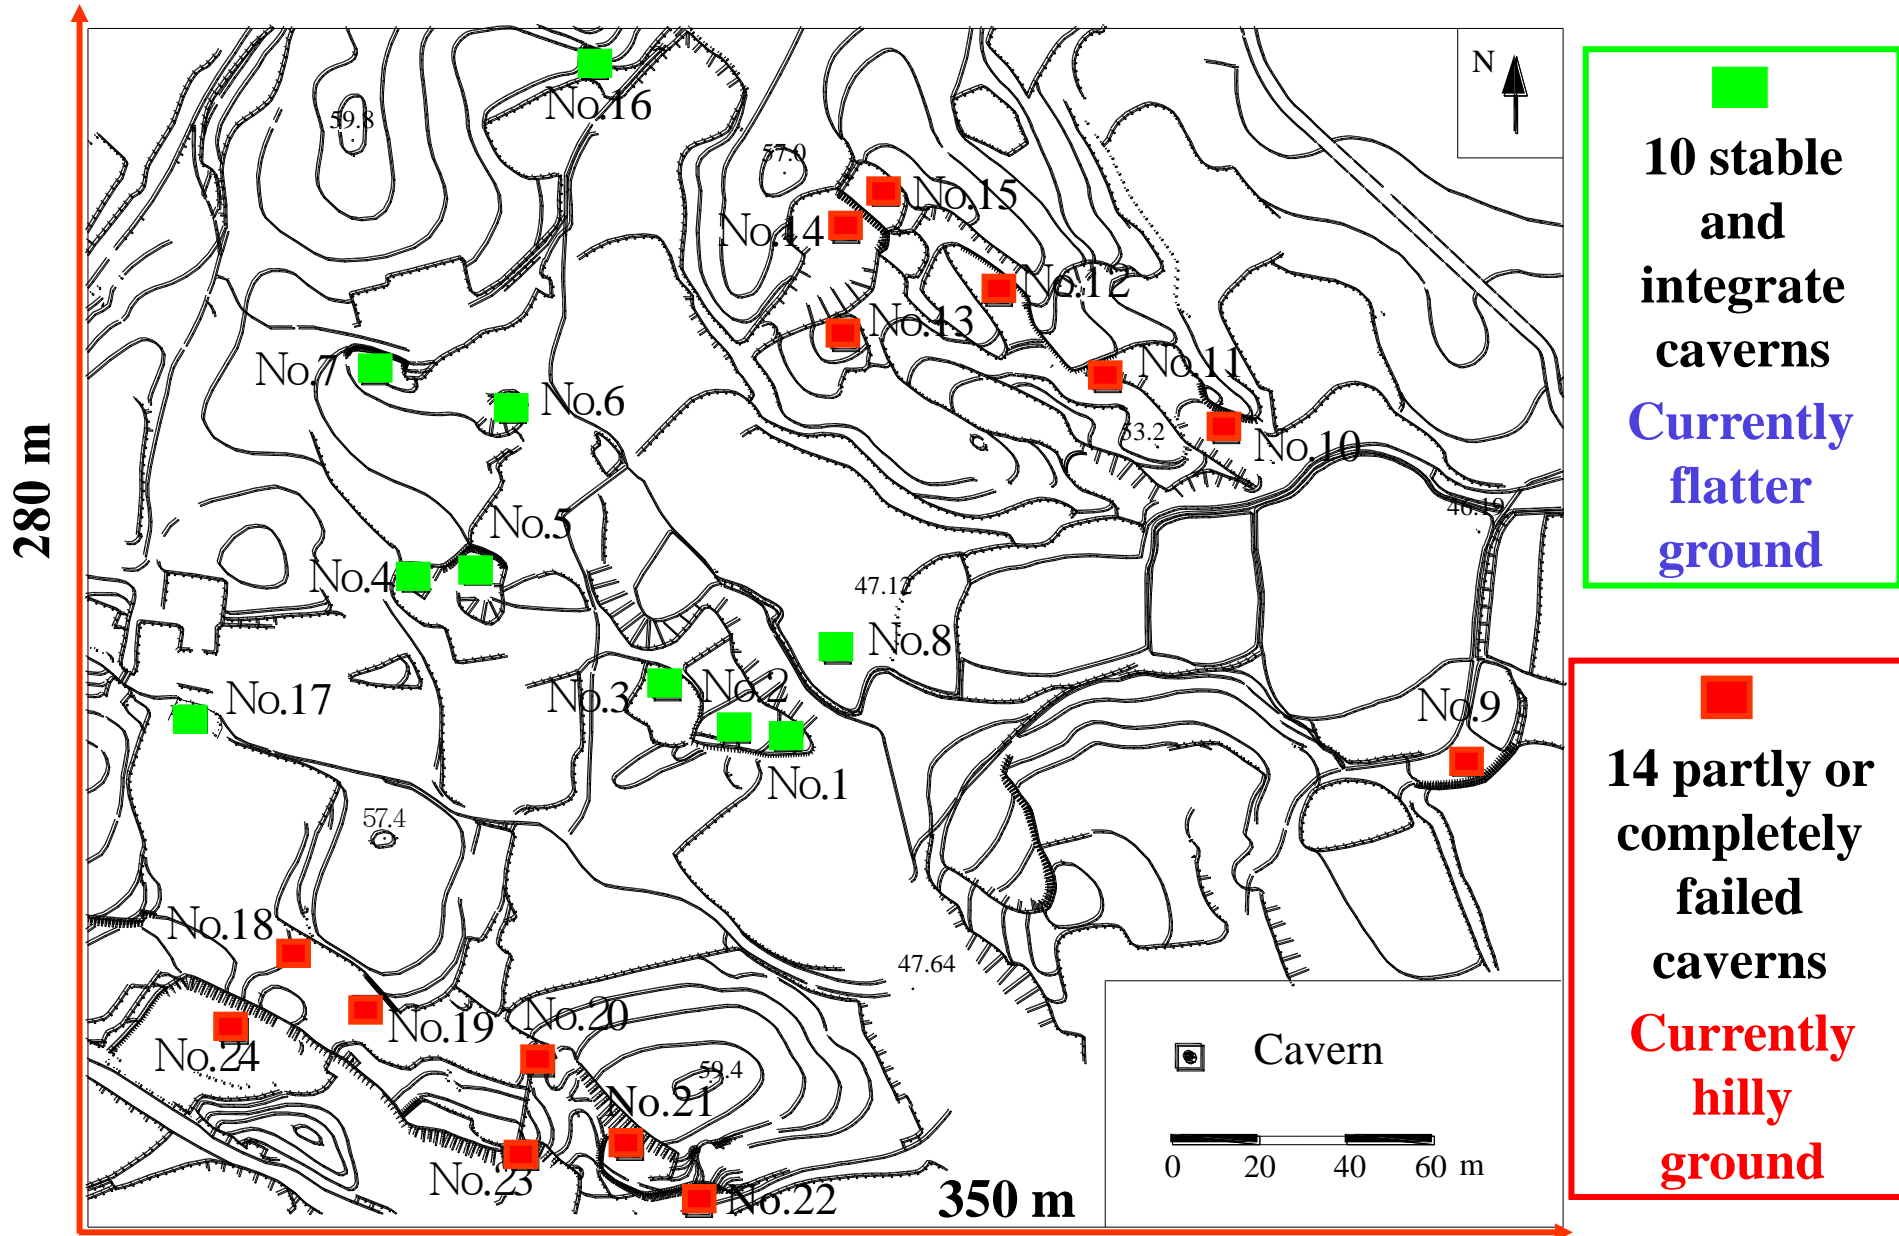 N
No.16
59.8
57.0
No.15
No.14
No.12
No.13
No.11
No.7
No.6
53.2
No.10
46.19
No.5
No.4
47.12
No.8
No.3
No.2
No.17
No.9
No.1
57.4
No.18
47.64
No.19
No.20
No.24
59.4
No.21
No.23
No.22
280 m
350 m
Cavern
0 20 40 60 m
10 stable
and
integrate
caverns
Currently
flatter
ground
14 partly or
completely
failed
caverns
Currently
hilly
ground